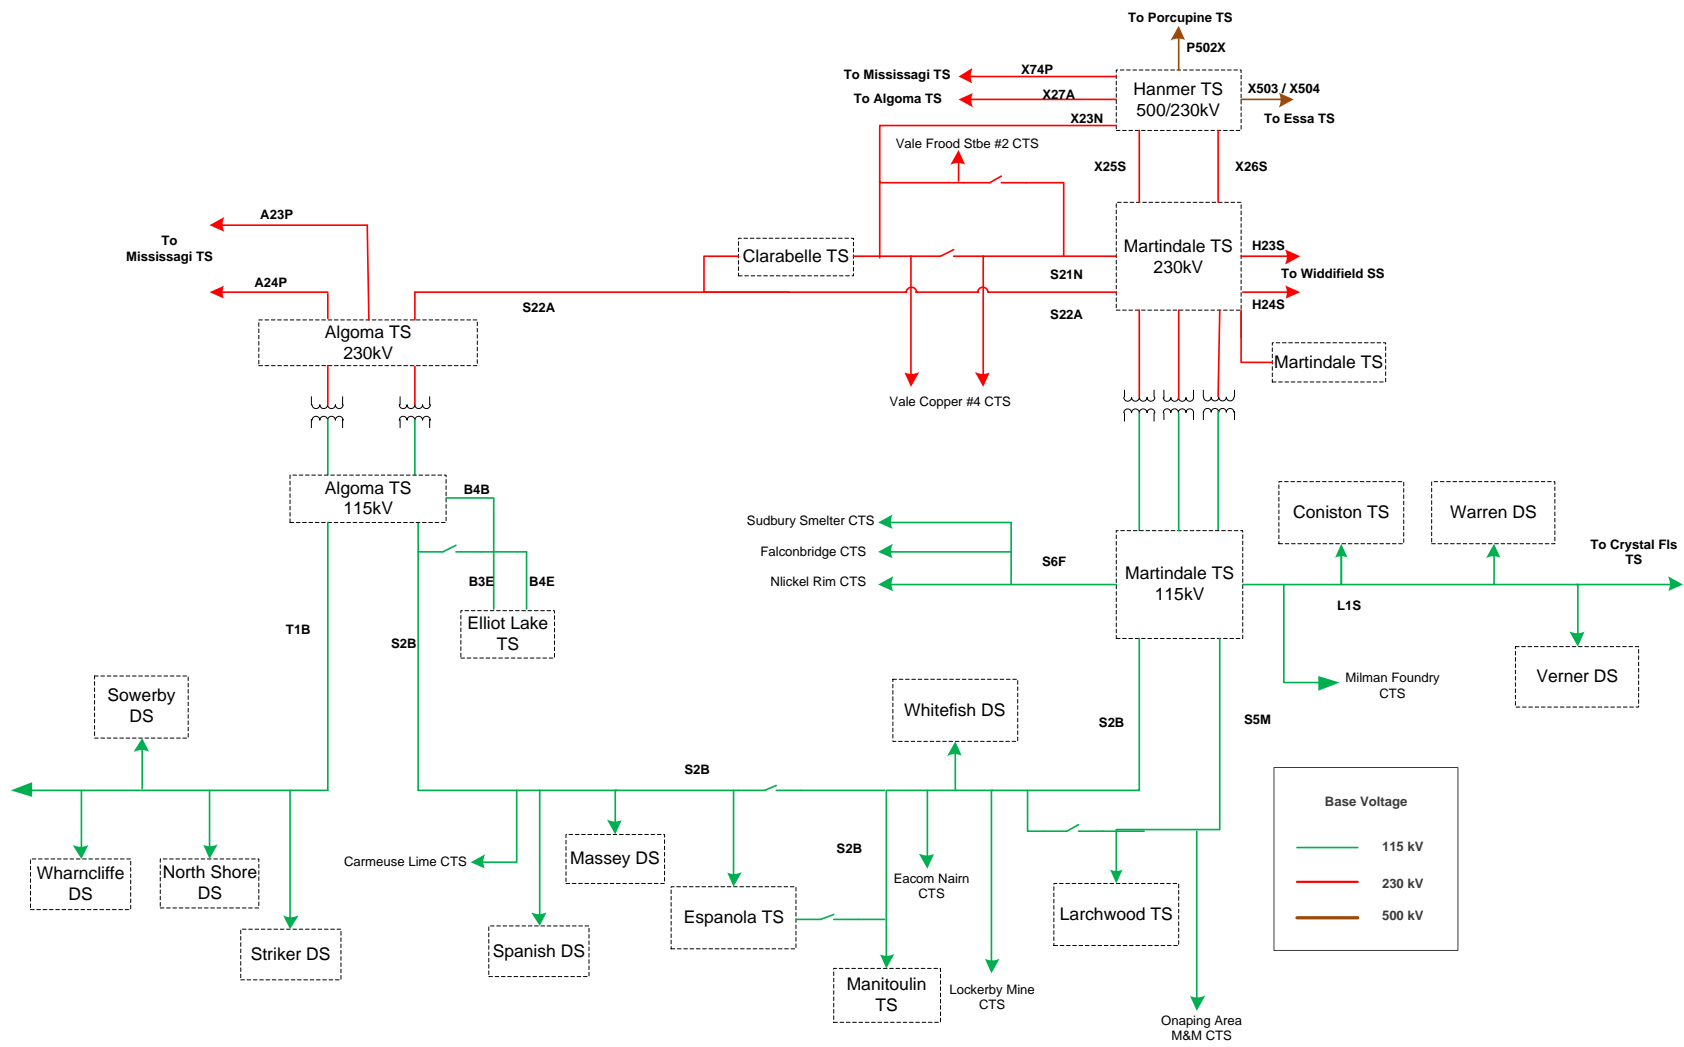 To Porcupine TS
P502X
To Mississagi TS
X74P
Hanmer TS
500/230kV
X503 / X504
To Algoma TS
X27A
To Essa TS
X23N
Vale Frood Stbe #2 CTS
X25S
X26S
A23P
To
Mississagi TS
Clarabelle TS
Martindale TS
230kV
H23S
S21N
To Widdifield SS
A24P
S22A
S22A
H24S
Algoma TS
230kV
Martindale TS
Vale Copper #4 CTS
Algoma TS
115kV
B4B
Sudbury Smelter CTS
Coniston TS
Warren DS
Falconbridge CTS
S6F
To Crystal Fls
TS
Nlickel Rim CTS
Martindale TS
115kV
B3E
B4E
L1S
T1B
S2B
Elliot Lake
TS
Sowerby
DS
Whitefish DS
S2B
S5M
Milman Foundry
CTS
Verner DS
S2B
Base Voltage
115 kV
230 kV
500 kV
Wharncliffe
DS
North Shore
DS
Carmeuse Lime CTS
Massey DS
S2B
Eacom Nairn
CTS
Espanola TS
Larchwood TS
Striker DS
Spanish DS
Manitoulin
TS
Lockerby Mine
CTS
Onaping Area
M&M CTS